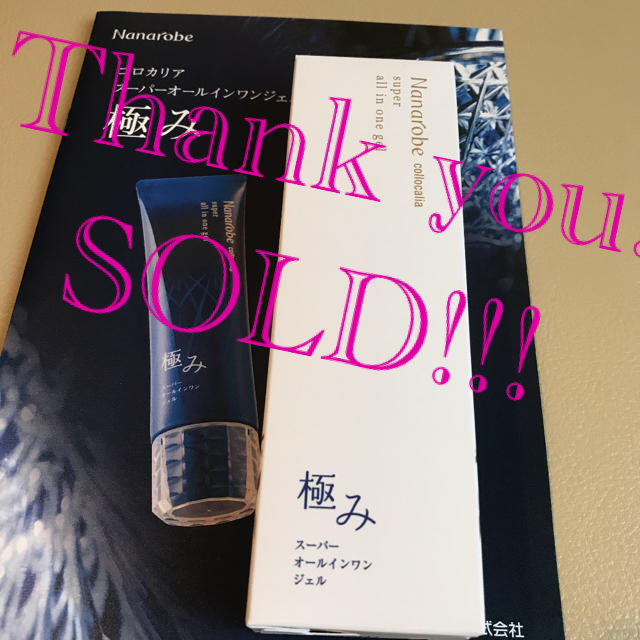 Nanarobe
コロカリア
スーパーオールインワンジェ
極み
Thank you.
SOLD!!!
Nanarobe collocalia
super
all in one gel
Nanarobe
super
all in one gel
極み
スーパー
オールインワン
ジェル
極み
スーパー
オールインワン
ジェル
式会社